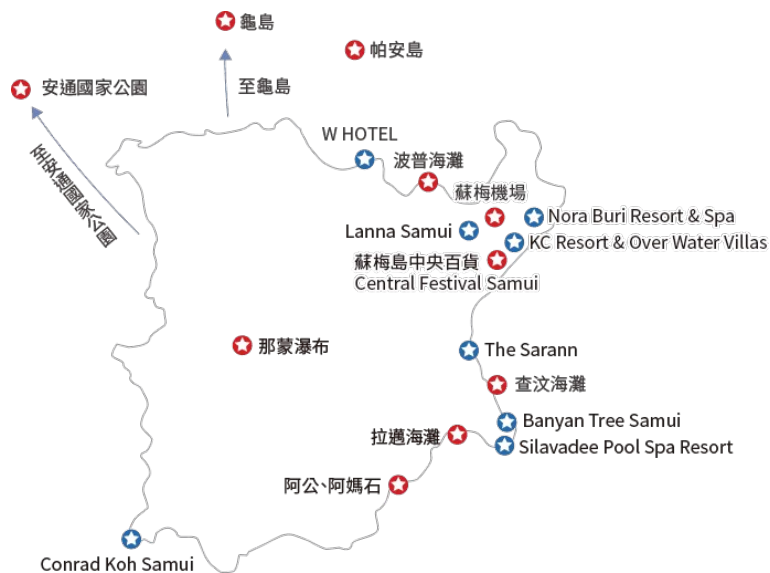 龜島
帕安島
安通國家公園
至龜島
至安通國家公園
W HOTEL
波普海灘
蘇梅機場
Nora Buri Resort & Spa
Lanna Samui
KC Resort & Over Water Villas
蘇梅島中央百貨
Central Festival Samui
那蒙瀑布
The Sarann
查汶海灘
Banyan Tree Samui
拉邁海灘
Silavadee Pool Spa Resort
阿公、阿媽石
Conrad Koh Samui